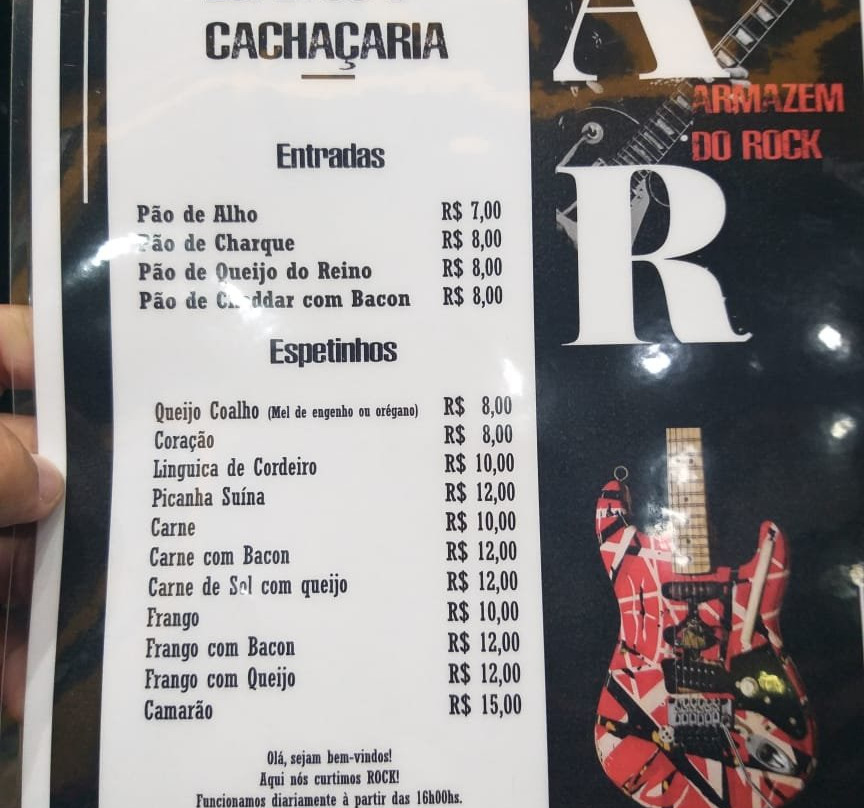 CACHAÇARIA
A
ARMAZEM
DO ROCK
R
Entradas
Pão de Alho R$ 7,00
Pão de Charque R$ 8,00
Pão de Queijo do Reino R$ 8,00
Pão de Cheddar com Bacon R$ 8,00
Espetinhos
Queijo Coalho (Mel de engenho ou orégano) R$ 8,00
Coração R$ 8,00
Linguica de Cordeiro R$ 10,00
Picanha Suína R$ 12,00
Carne R$ 10,00
Carne com Bacon R$ 12,00
Carne de Sol com queijo R$ 12,00
Frango R$ 10,00
Frango com Bacon R$ 12,00
Frango com Queijo R$ 12,00
Camarão R$ 15,00
Olá, sejam bem-vindos!
Aqui nós curtimos ROCK!
Funcionamos diariamente à partir das 16h00hs.